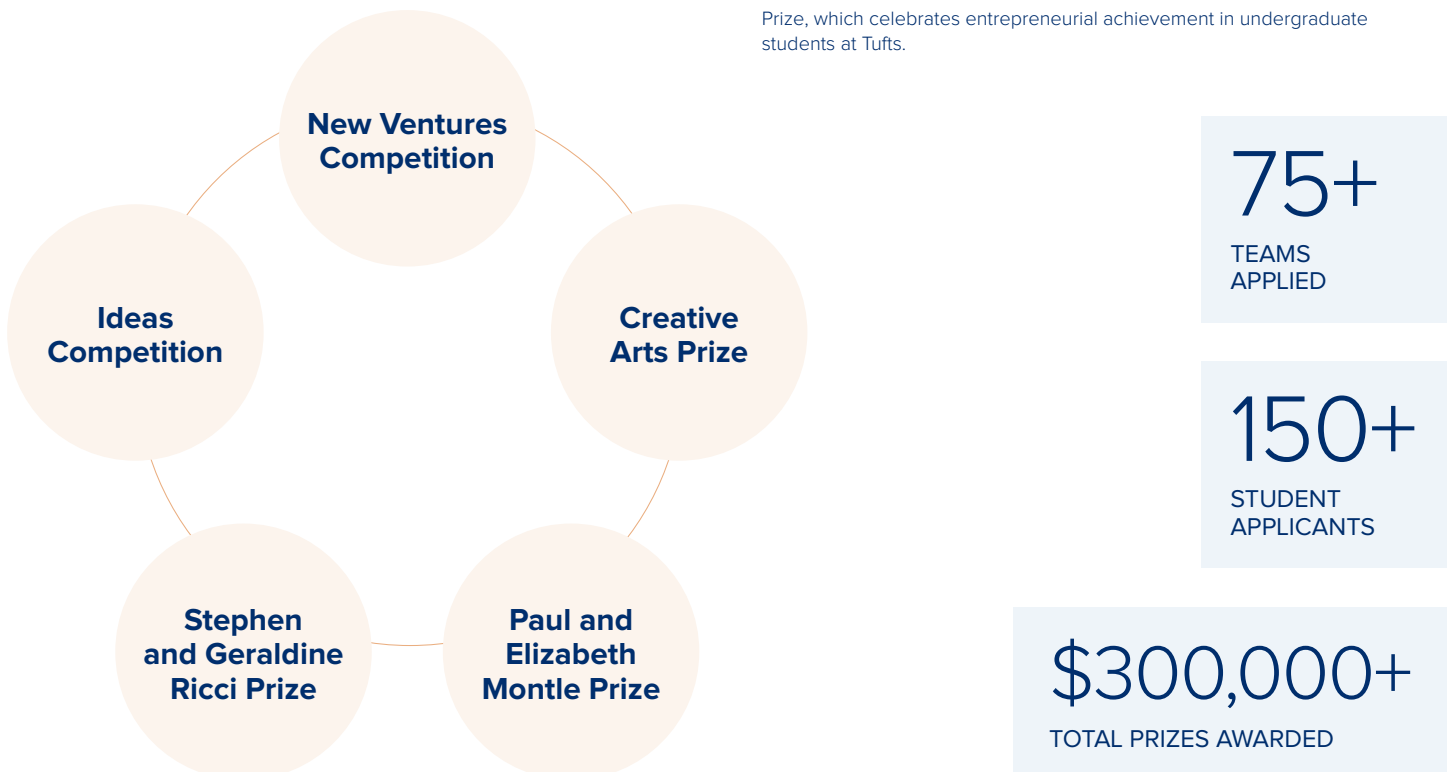 Prize, which celebrates entrepreneurial achievement in undergraduate
students at Tufts.
New Ventures
Competition
Ideas
Competition
Creative
Arts Prize
Stephen
and Geraldine
Ricci Prize
Paul and
Elizabeth
Montle Prize
75+
TEAMS
APPLIED
150+
STUDENT
APPLICANTS
$300,000+
TOTAL PRIZES AWARDED